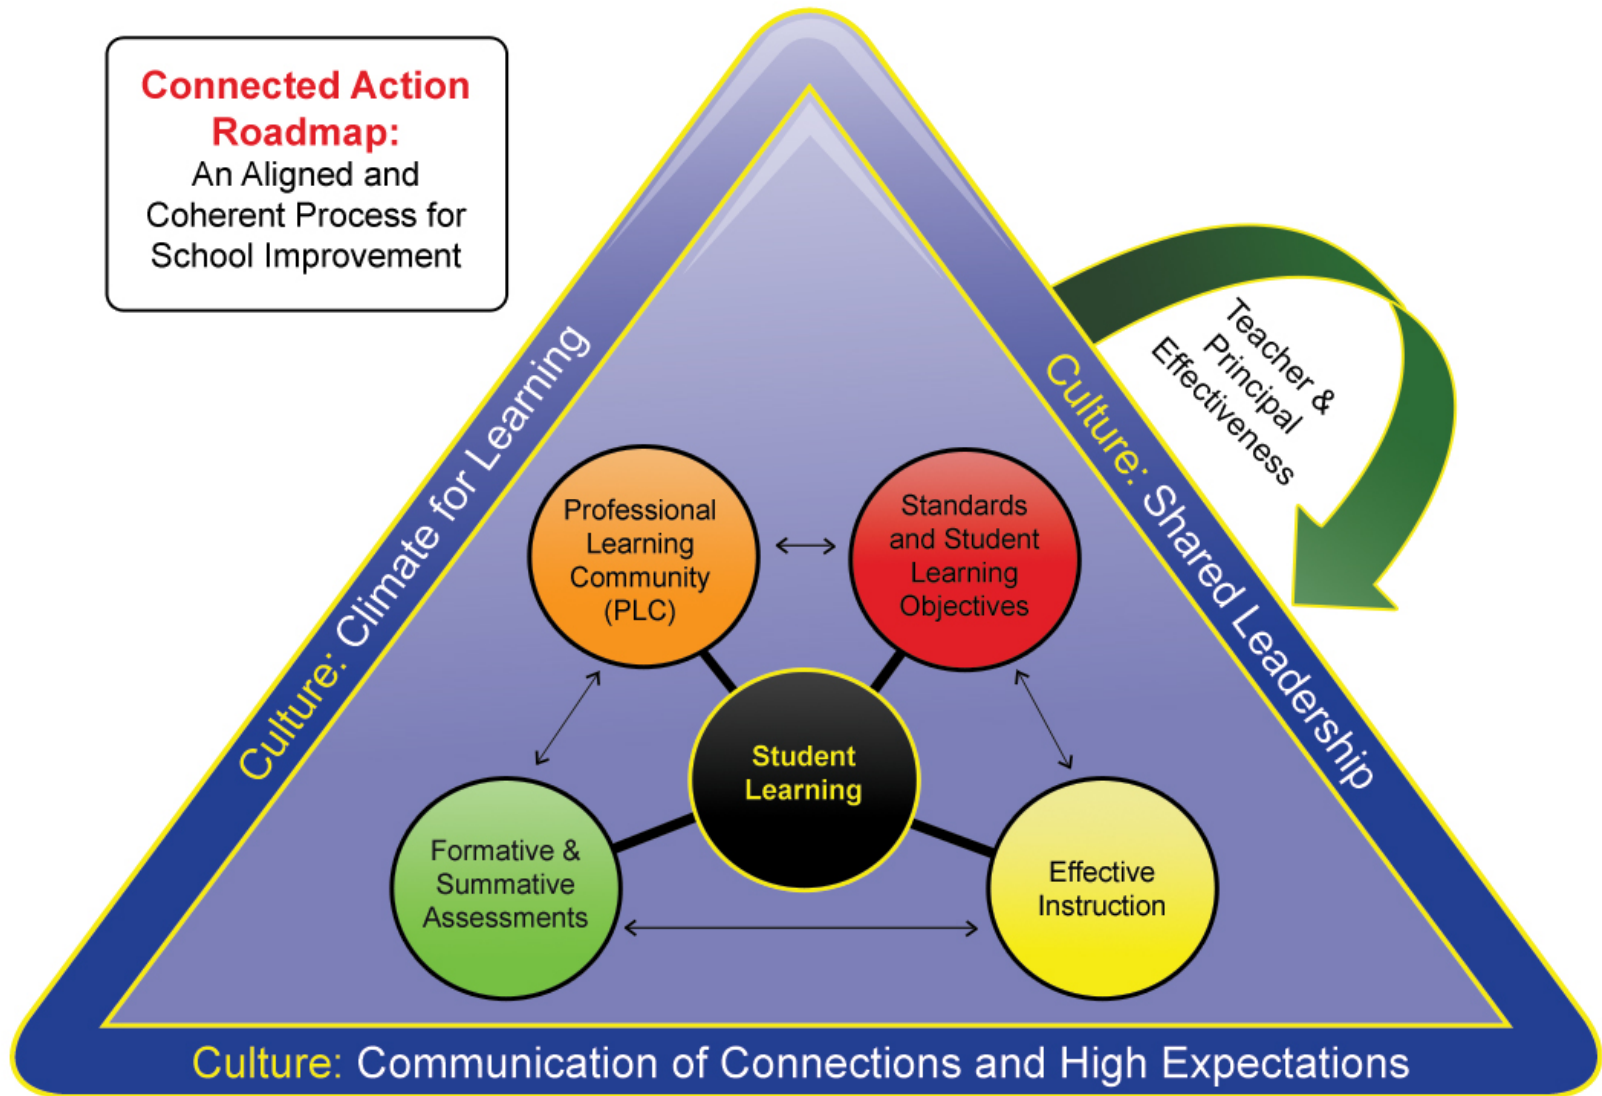 Connected Action
Roadmap:
An Aligned and
Coherent Process for
School Improvement
Culture: Climate for Learning
Culture: Shared Leadership
Teacher &
Principal
Effectiveness
Professional
Learning
Community
(PLC)
Standards
and Student
Learning
Objectives
Student
Learning
Formative &
Summative
Assessments
Effective
Instruction
Culture: Communication of Connections and High Expectations